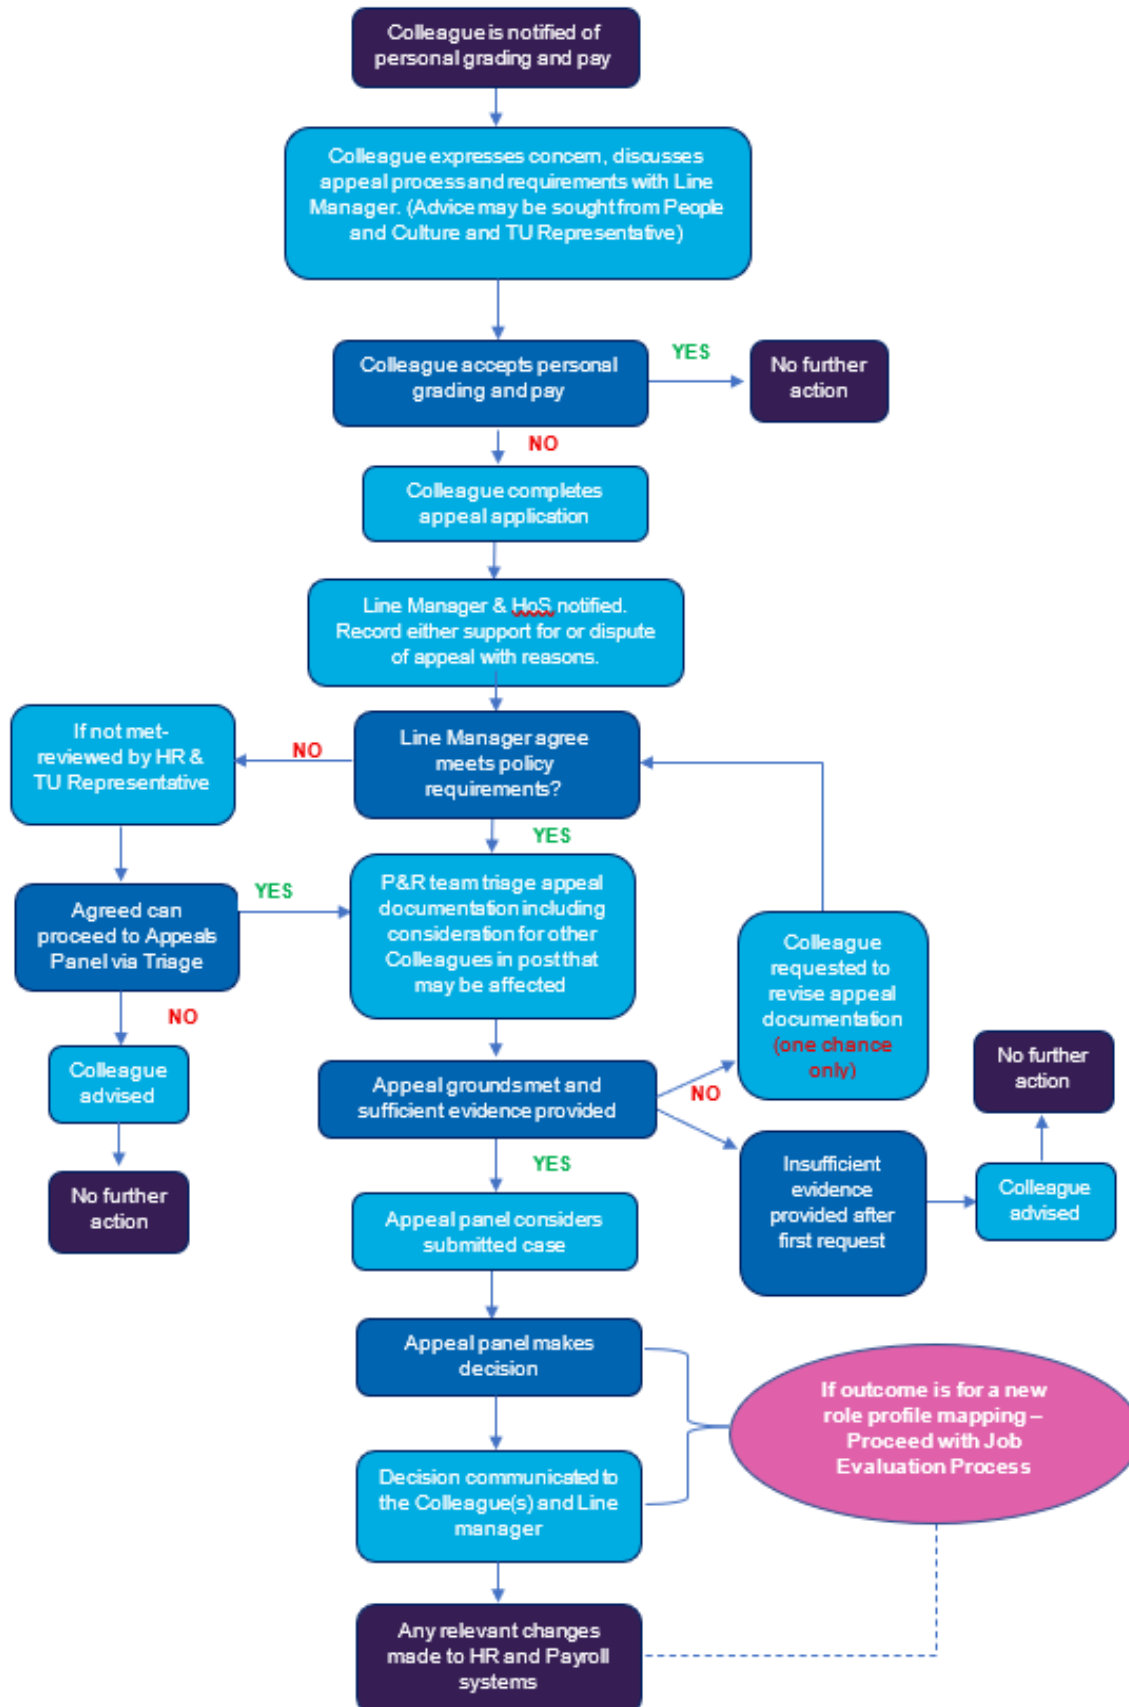 Colleague is notified of
personal grading and pay
Colleague expresses concern, discusses
appeal process and requirements with Line
Manager. (Advice may be sought from People
and Culture and TU Representative)
Colleague accepts personal
grading and pay
YES
No further
action
NO
Colleague completes
appeal application
Line Manager & HoS notified.
Record either support for or dispute
of appeal with reasons.
If not met-
reviewed by HR &
TU Representative
NO
Line Manager agree
meets policy
requirements?
YES
Agreed can
proceed to Appeals
Panel via Triage
YES
P&R team triage appeal
documentation including
consideration for other
Colleagues in post that
may be affected
Colleague
requested to
revise appeal
documentation
(one chance
only)
NO
Colleague
advised
No further
action
Appeal grounds met and
sufficient evidence provided
NO
No further
action
YES
Insufficient
evidence
provided after
first request
Colleague
advised
Appeal panel considers
submitted case
Appeal panel makes
decision
If outcome is for a new
role profile mapping –
Proceed with Job
Evaluation Process
Decision communicated to
the Colleague(s) and Line
manager
Any relevant changes
made to HR and Payroll
systems